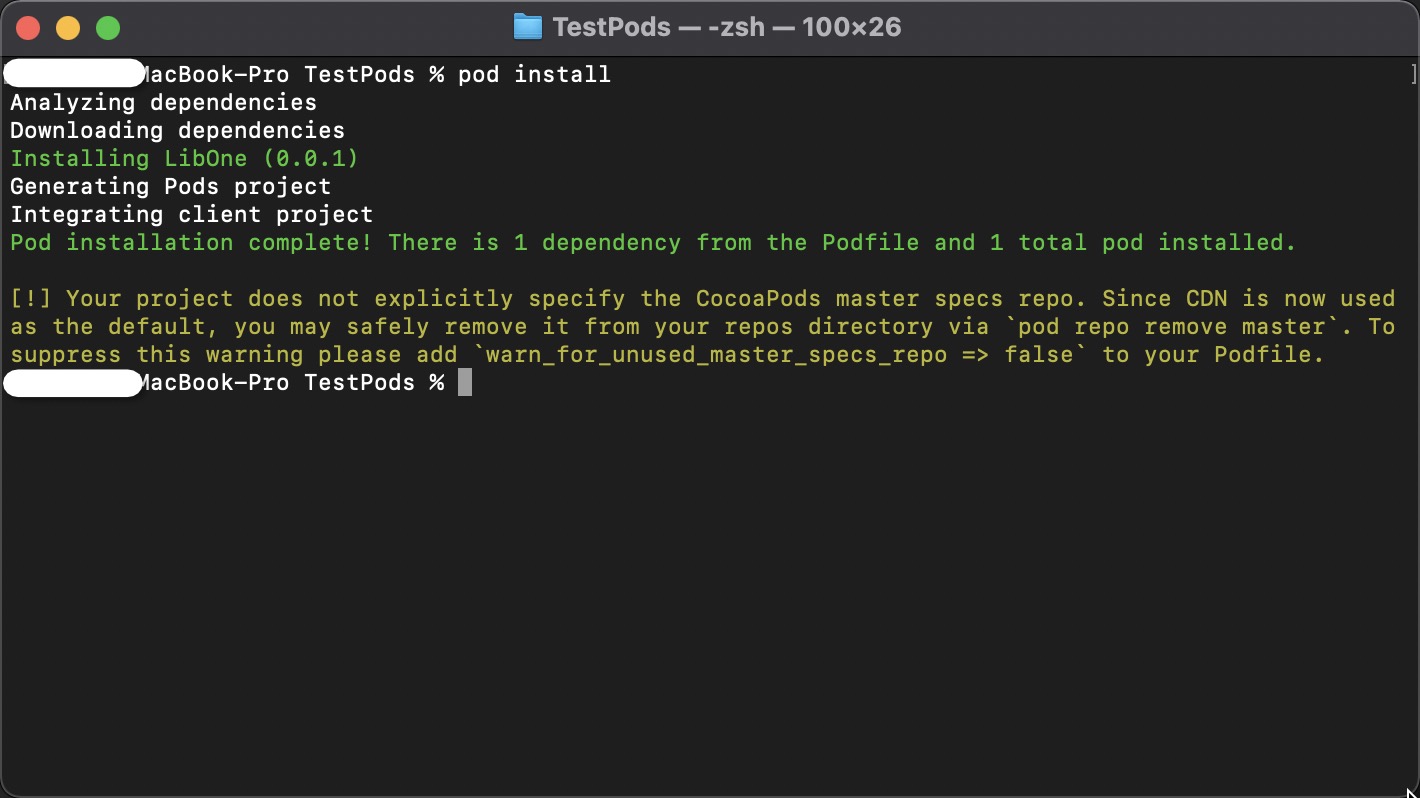 TestPods — -zsh — 100×26
MacBook-Pro TestPods % pod install
Analyzing dependencies
Downloading dependencies
Installing LibOne (0.0.1)
Generating Pods project
Integrating client project
Pod installation complete! There is 1 dependency from the Podfile and 1 total pod installed.
[!] Your project does not explicitly specify the CocoaPods master specs repo. Since CDN is now used
as the default, you may safely remove it from your repos directory via `pod repo remove master`. To
suppress this warning please add `warn_for_unused_master_specs_repo => false` to your Podfile.
MacBook-Pro TestPods %